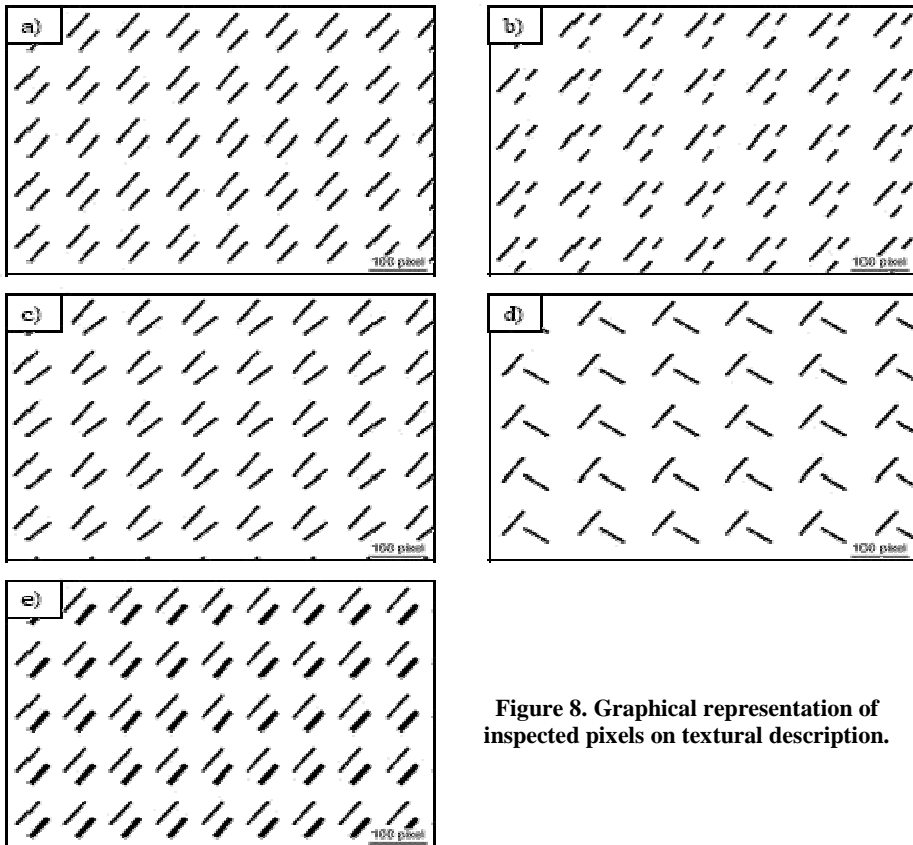 a)
b)
100 pixel
100 pixel
c)
d)
100 pixel
100 pixel
e)
100 pixel
Figure 8. Graphical representation of
inspected pixels on textural description.